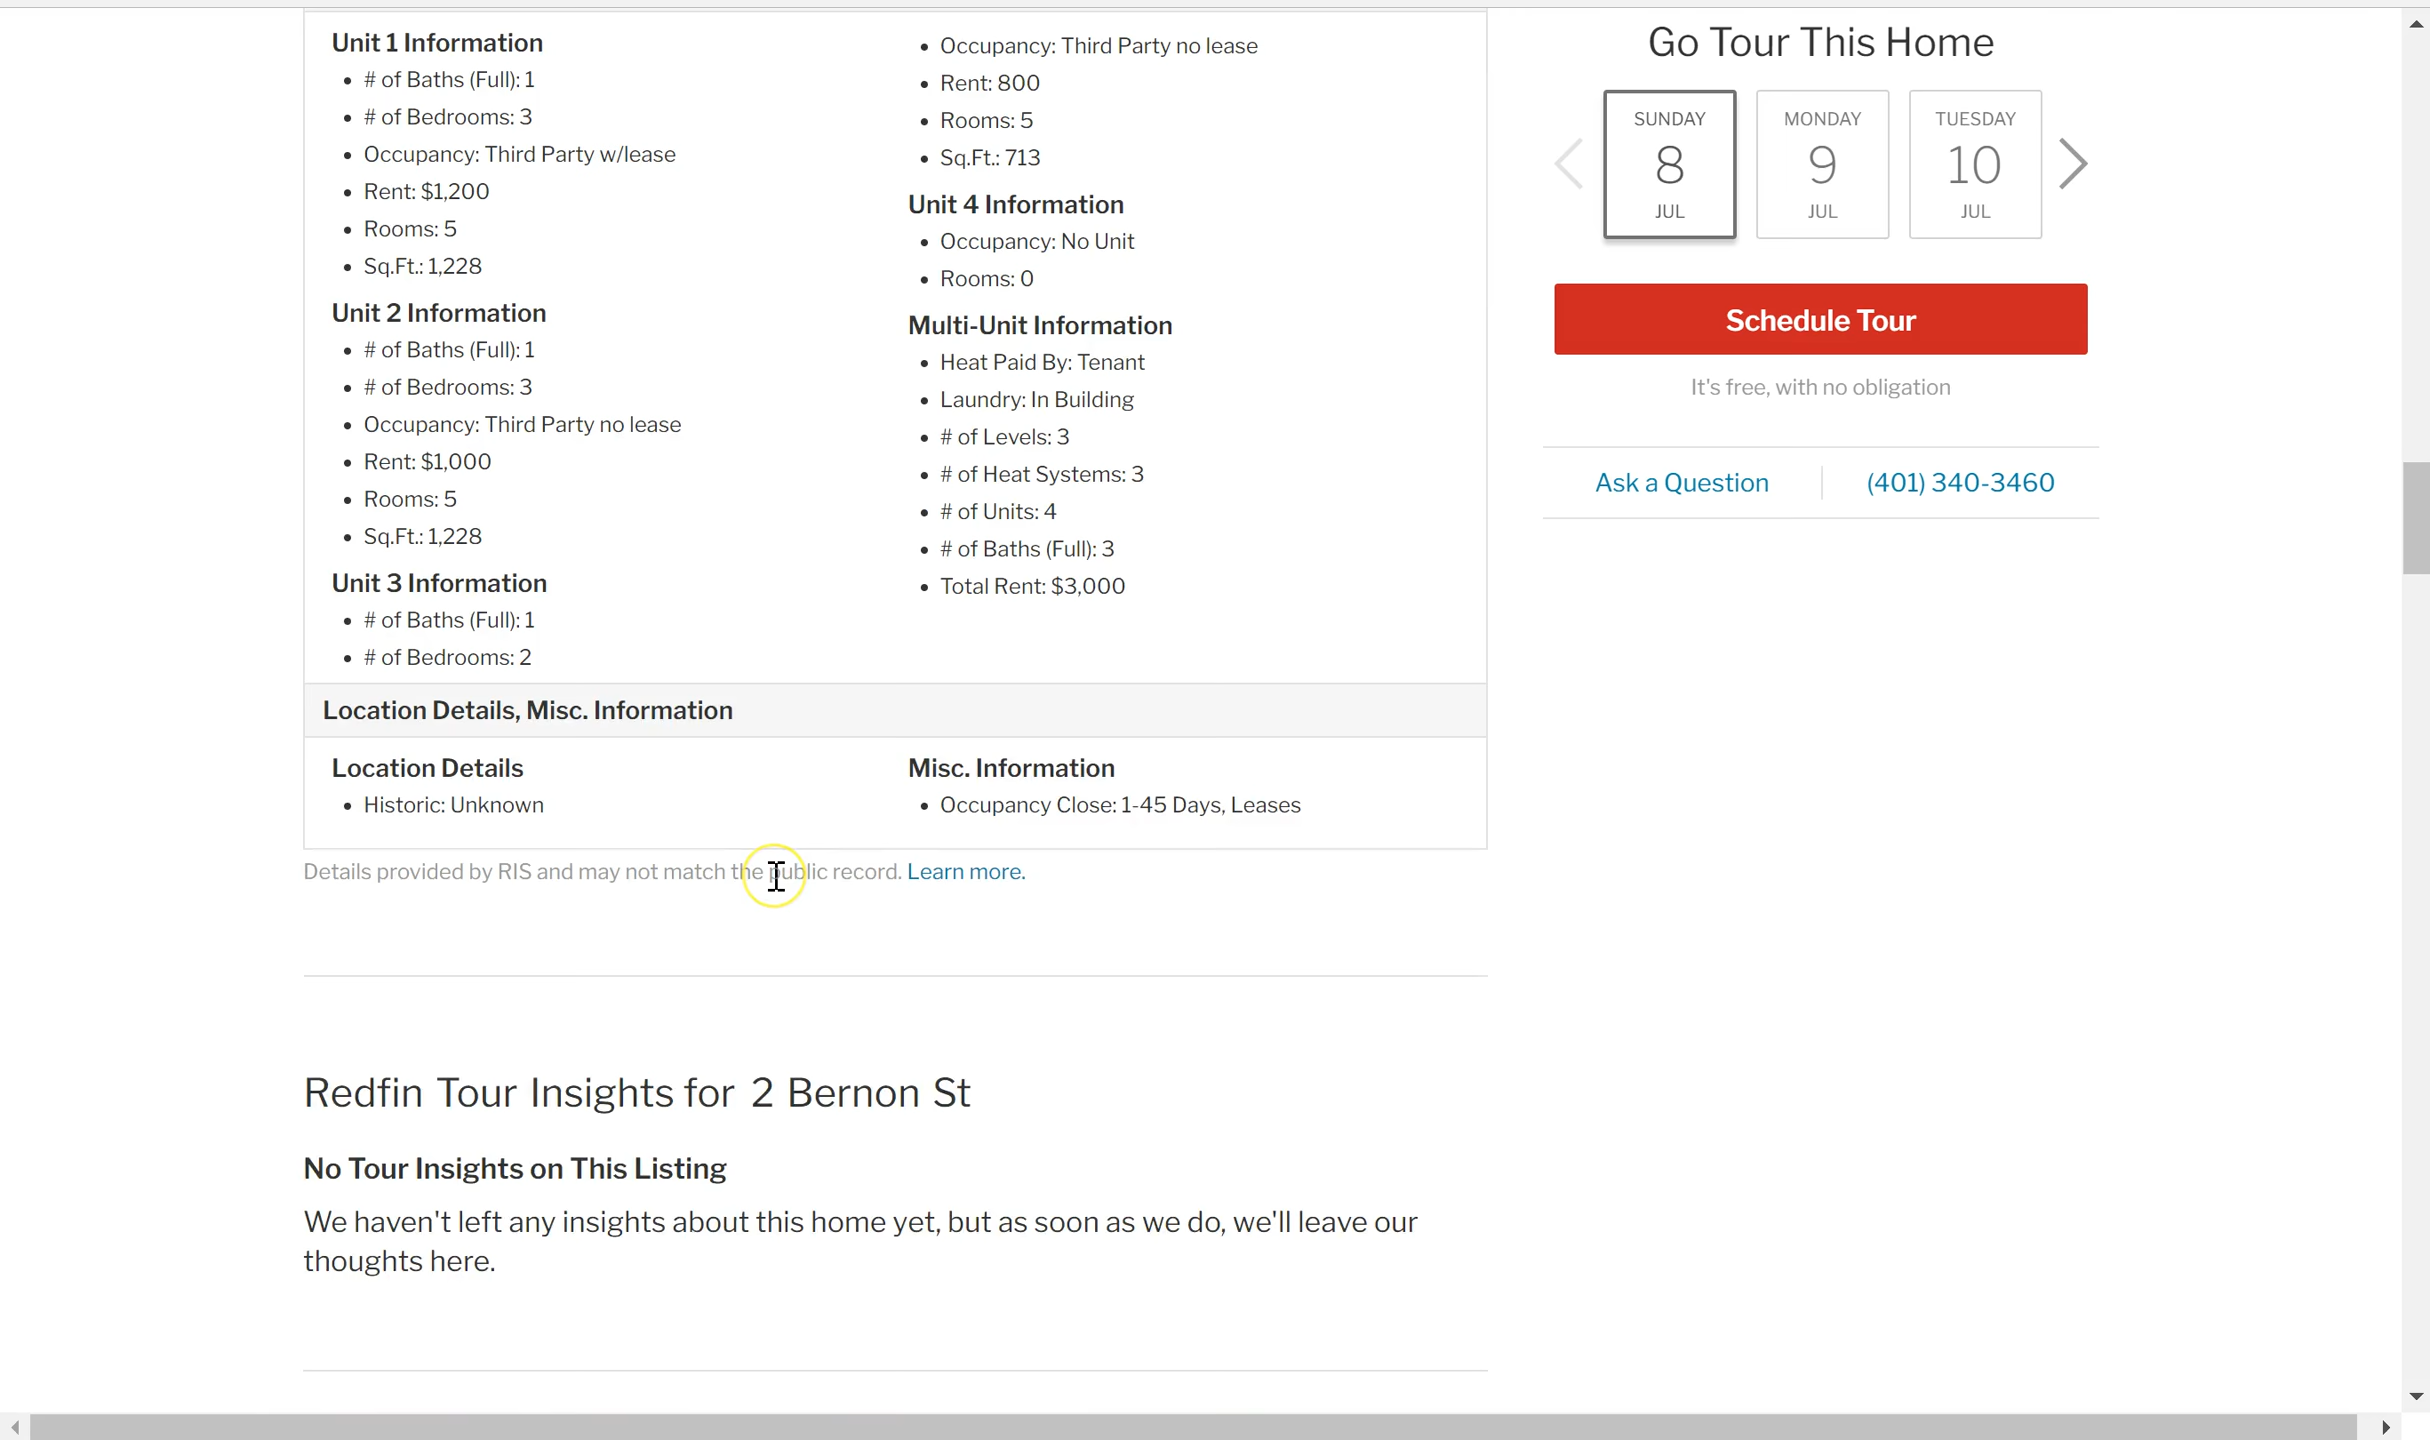 Unit 1 Information
# of Baths (Full): 1
# of Bedrooms: 3
Occupancy: Third Party w/lease
Rent: $1,200
Rooms: 5
Sq.Ft.: 1,228
Unit 2 Information
# of Baths (Full): 1
# of Bedrooms: 3
Occupancy: Third Party no lease
Rent: $1,000
Rooms: 5
Sq.Ft.: 1,228
Unit 3 Information
# of Baths (Full): 1
# of Bedrooms: 2
Occupancy: Third Party no lease
Rent: 800
Rooms: 5
Sq.Ft.: 713
Unit 4 Information
Occupancy: No Unit
Rooms: 0
Multi-Unit Information
Heat Paid By: Tenant
Laundry: In Building
# of Levels: 3
# of Heat Systems: 3
# of Units: 4
# of Baths (Full): 3
Total Rent: $3,000
Location Details, Misc. Information
Location Details
Historic: Unknown
Misc. Information
Occupancy Close: 1-45 Days, Leases
Details provided by RIS and may not match the public record. Learn more.
Redfin Tour Insights for 2 Bernon St
No Tour Insights on This Listing
We haven't left any insights about this home yet, but as soon as we do, we'll leave our
thoughts here.
Go Tour This Home
SUNDAY
8
JUL
MONDAY
9
JUL
TUESDAY
10
JUL
Schedule Tour
It's free, with no obligation
Ask a Question
(401) 340-3460